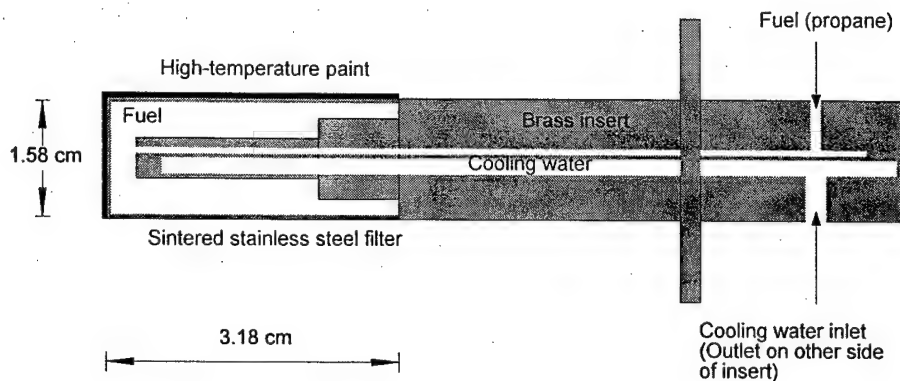 Fuel (propane)
High-temperature paint
Fuel
Brass insert
1.58 cm
Cooling water
Sintered stainless steel filter
3.18 cm
Cooling water inlet
(Outlet on other side
of insert)